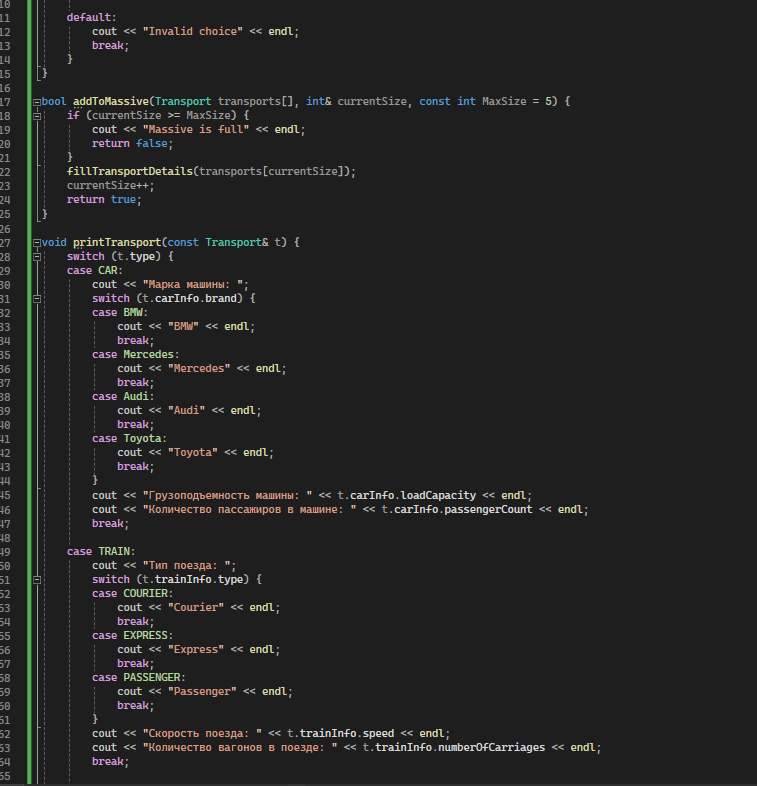 10
11 default:
12 cout << "Invalid choice" << endl;
13 break;
14 }
15 }
16
17 bool addToMassive(Transport transports[], int& currentSize, const int MaxSize = 5) {
18 if (currentSize >= MaxSize) {
19 cout << "Massive is full" << endl;
20 return false;
21 }
22 fillTransportDetails(transports[currentSize]);
23 currentSize++;
24 return true;
25 }
26
27 void printTransport(const Transport& t) {
28 switch (t.type) {
29 case CAR:
30 cout << "Марка машины: ";
31 switch (t.carInfo.brand) {
32 case BMW:
33 cout << "BMW" << endl;
34 break;
35 case Mercedes:
36 cout << "Mercedes" << endl;
37 break;
38 case Audi:
39 cout << "Audi" << endl;
40 break;
41 case Toyota:
42 cout << "Toyota" << endl;
43 break;
44 }
45 cout << "Грузоподъемность машины: " << t.carInfo.loadCapacity << endl;
46 cout << "Количество пассажиров в машине: " << t.carInfo.passengerCount << endl;
47 break;
48
49 case TRAIN:
50 cout << "Тип поезда: ";
51 switch (t.trainInfo.type) {
52 case COURIER:
53 cout << "Courier" << endl;
54 break;
55 case EXPRESS:
56 cout << "Express" << endl;
57 break;
58 case PASSENGER:
59 cout << "Passenger" << endl;
60 break;
61 }
62 cout << "Скорость поезда: " << t.trainInfo.speed << endl;
63 cout << "Количество вагонов в поезде: " << t.trainInfo.numberOfCarriages << endl;
64 break;
65